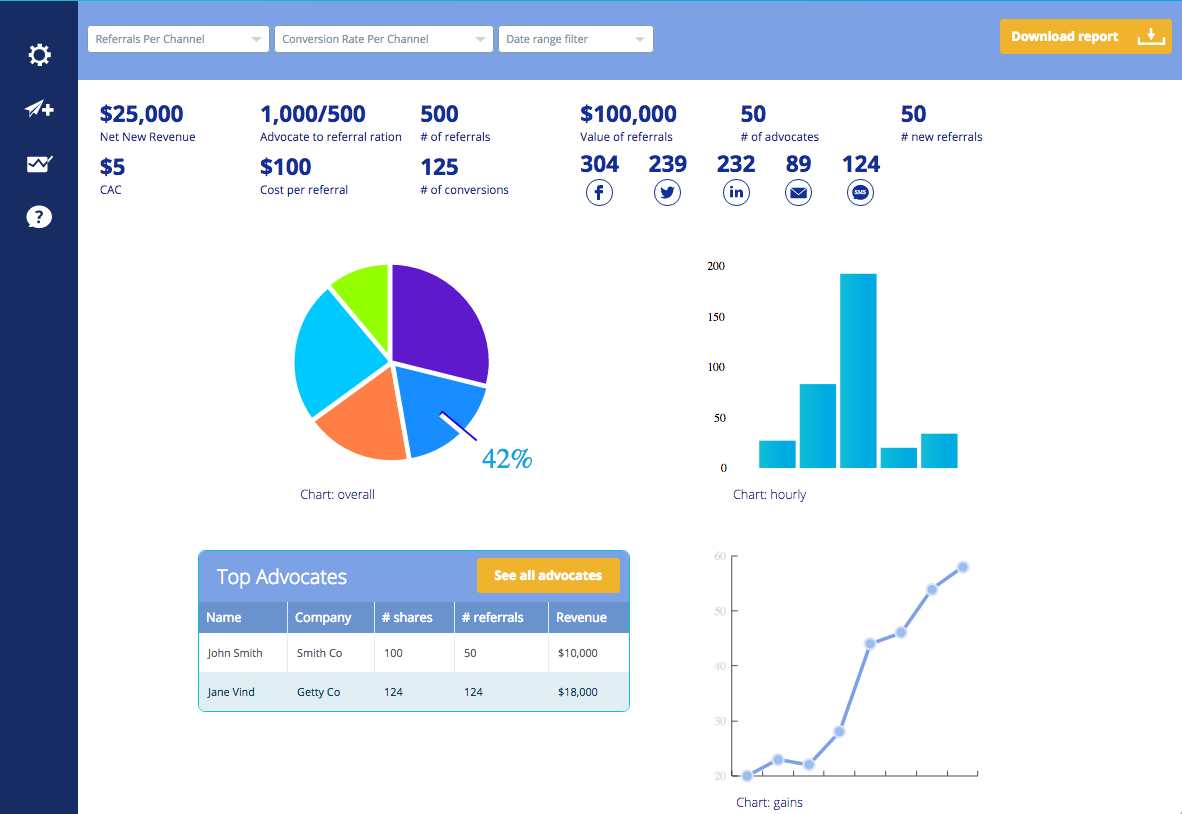 Referrals Per Channel
Conversion Rate Per Channel
Date range filter
Download report
$25,000
Net New Revenue
1,000/500
Advocate to referral ration
500
# of referrals
$100,000
Value of referrals
50
# of advocates
50
# new referrals
$5
CAC
$100
Cost per referral
125
# of conversions
304
239
232
89
124
in
SMS
?
42%
Chart: overall
200
150
100
50
0
Chart: hourly
Top Advocates
See all advocates
Name Company # shares # referrals Revenue
John Smith Smith Co 100 50 $10,000
Jane Vind Getty Co 124 124 $18,000
60
50
40
30
20
Chart: gains